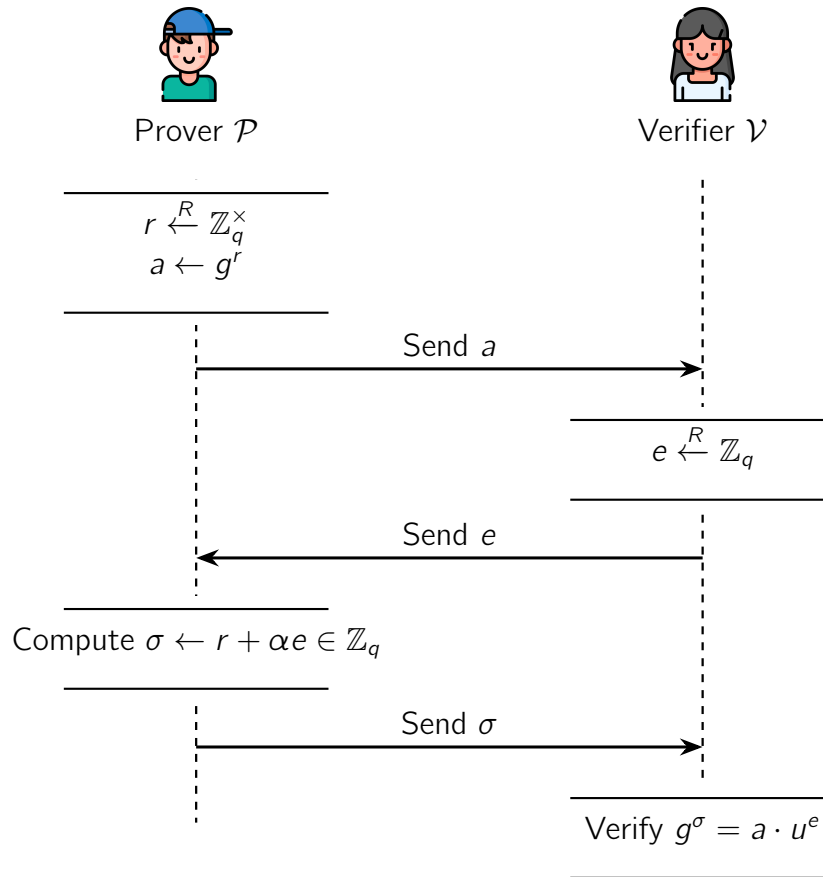 Prover 𝒫
Verifier 𝒱
r ←ᴿ ℤ_q^×
a ← g^r
Send a
e ←ᴿ ℤ_q
Send e
Compute σ ← r + αe ∈ ℤ_q
Send σ
Verify g^σ = a · u^e